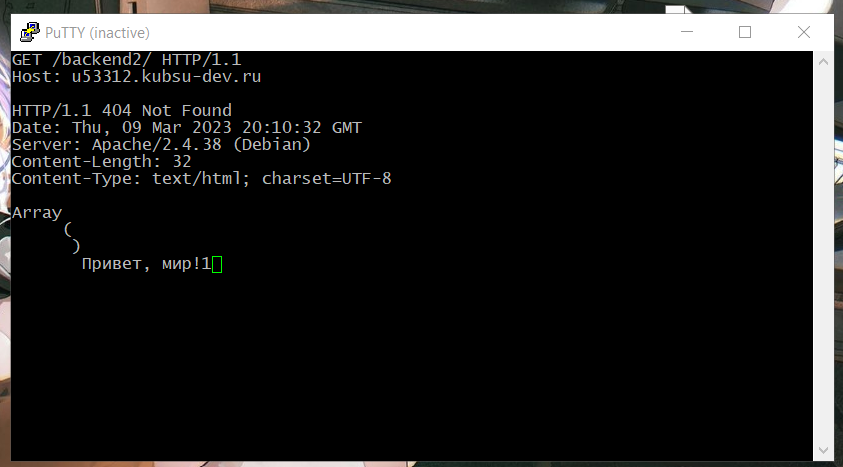 PuTTY (inactive)
GET /backend2/ HTTP/1.1
Host: u53312.kubsu-dev.ru
HTTP/1.1 404 Not Found
Date: Thu, 09 Mar 2023 20:10:32 GMT
Server: Apache/2.4.38 (Debian)
Content-Length: 32
Content-Type: text/html; charset=UTF-8
Array
(
)
Привет, мир!1